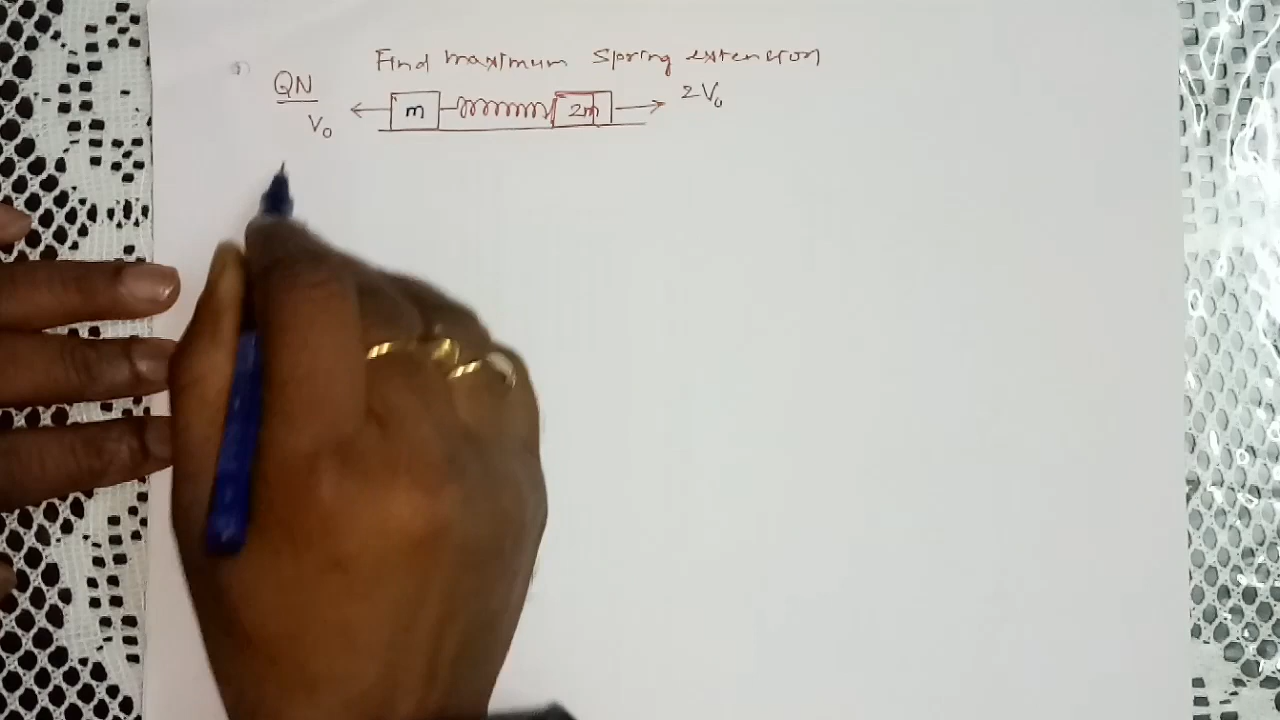 Find maximum Spring extension
QN
V₀ m 2m 2V₀